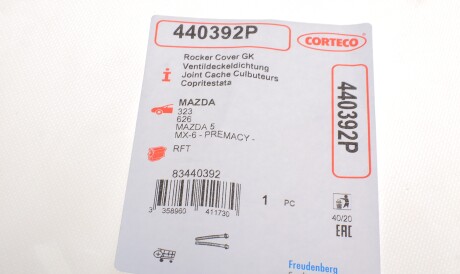 440392P
CORTECO
Rocker Cover GK
Ventildeckeldichtung
Joint Cache Culbuteurs
Copritestata
440392P
MAZDA
323
626
MAZDA 5
MX-6 - PREMACY -
RFT
83440392
3 358960 411730
1 PC
40/20
EAC
Freudenberg